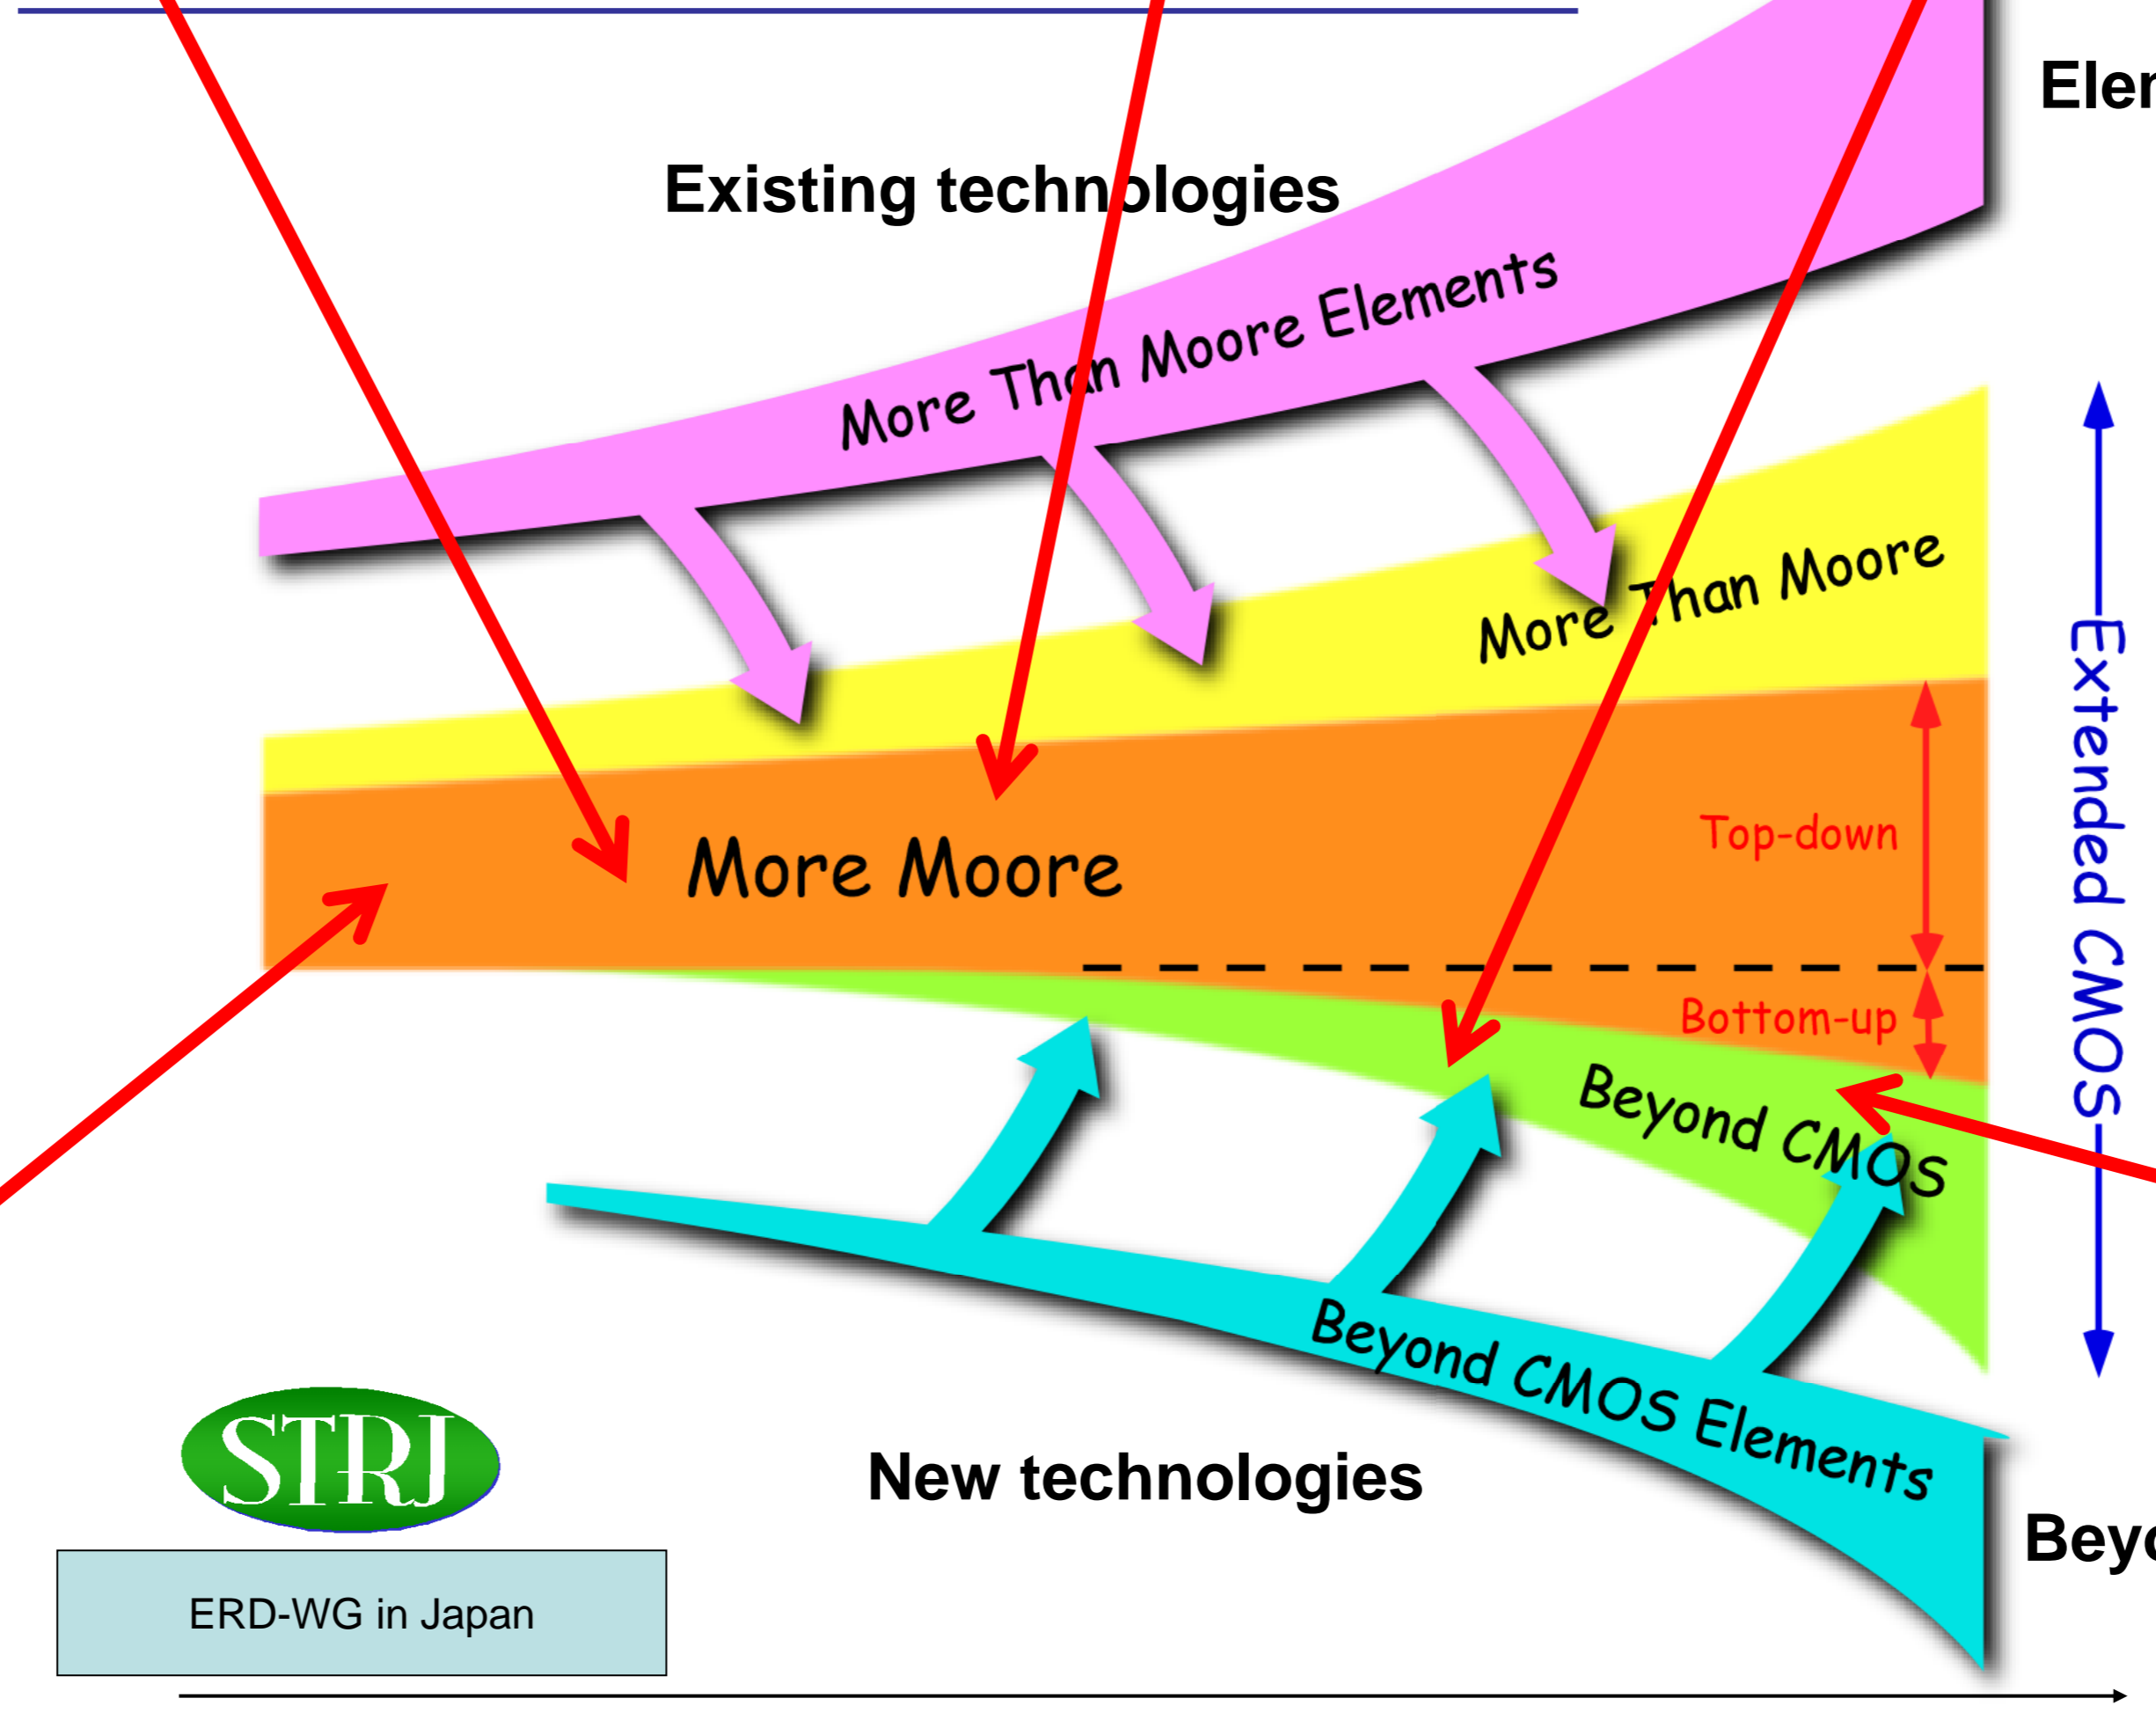 Elem
Existing technologies
More Than Moore Elements
More Than Moore
Extended CMOS
Top-down
More Moore
Bottom-up
Beyond CMOS
Beyond CMOS Elements
STRJ
New technologies
Beyo
ERD-WG in Japan